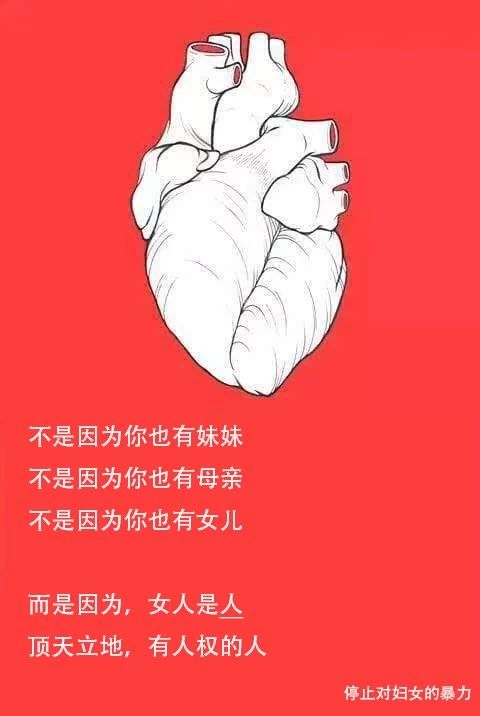 不是因为你也有妹妹
不是因为你也有母亲
不是因为你也有女儿
而是因为，女人是人
顶天立地，有人权的人
停止对妇女的暴力